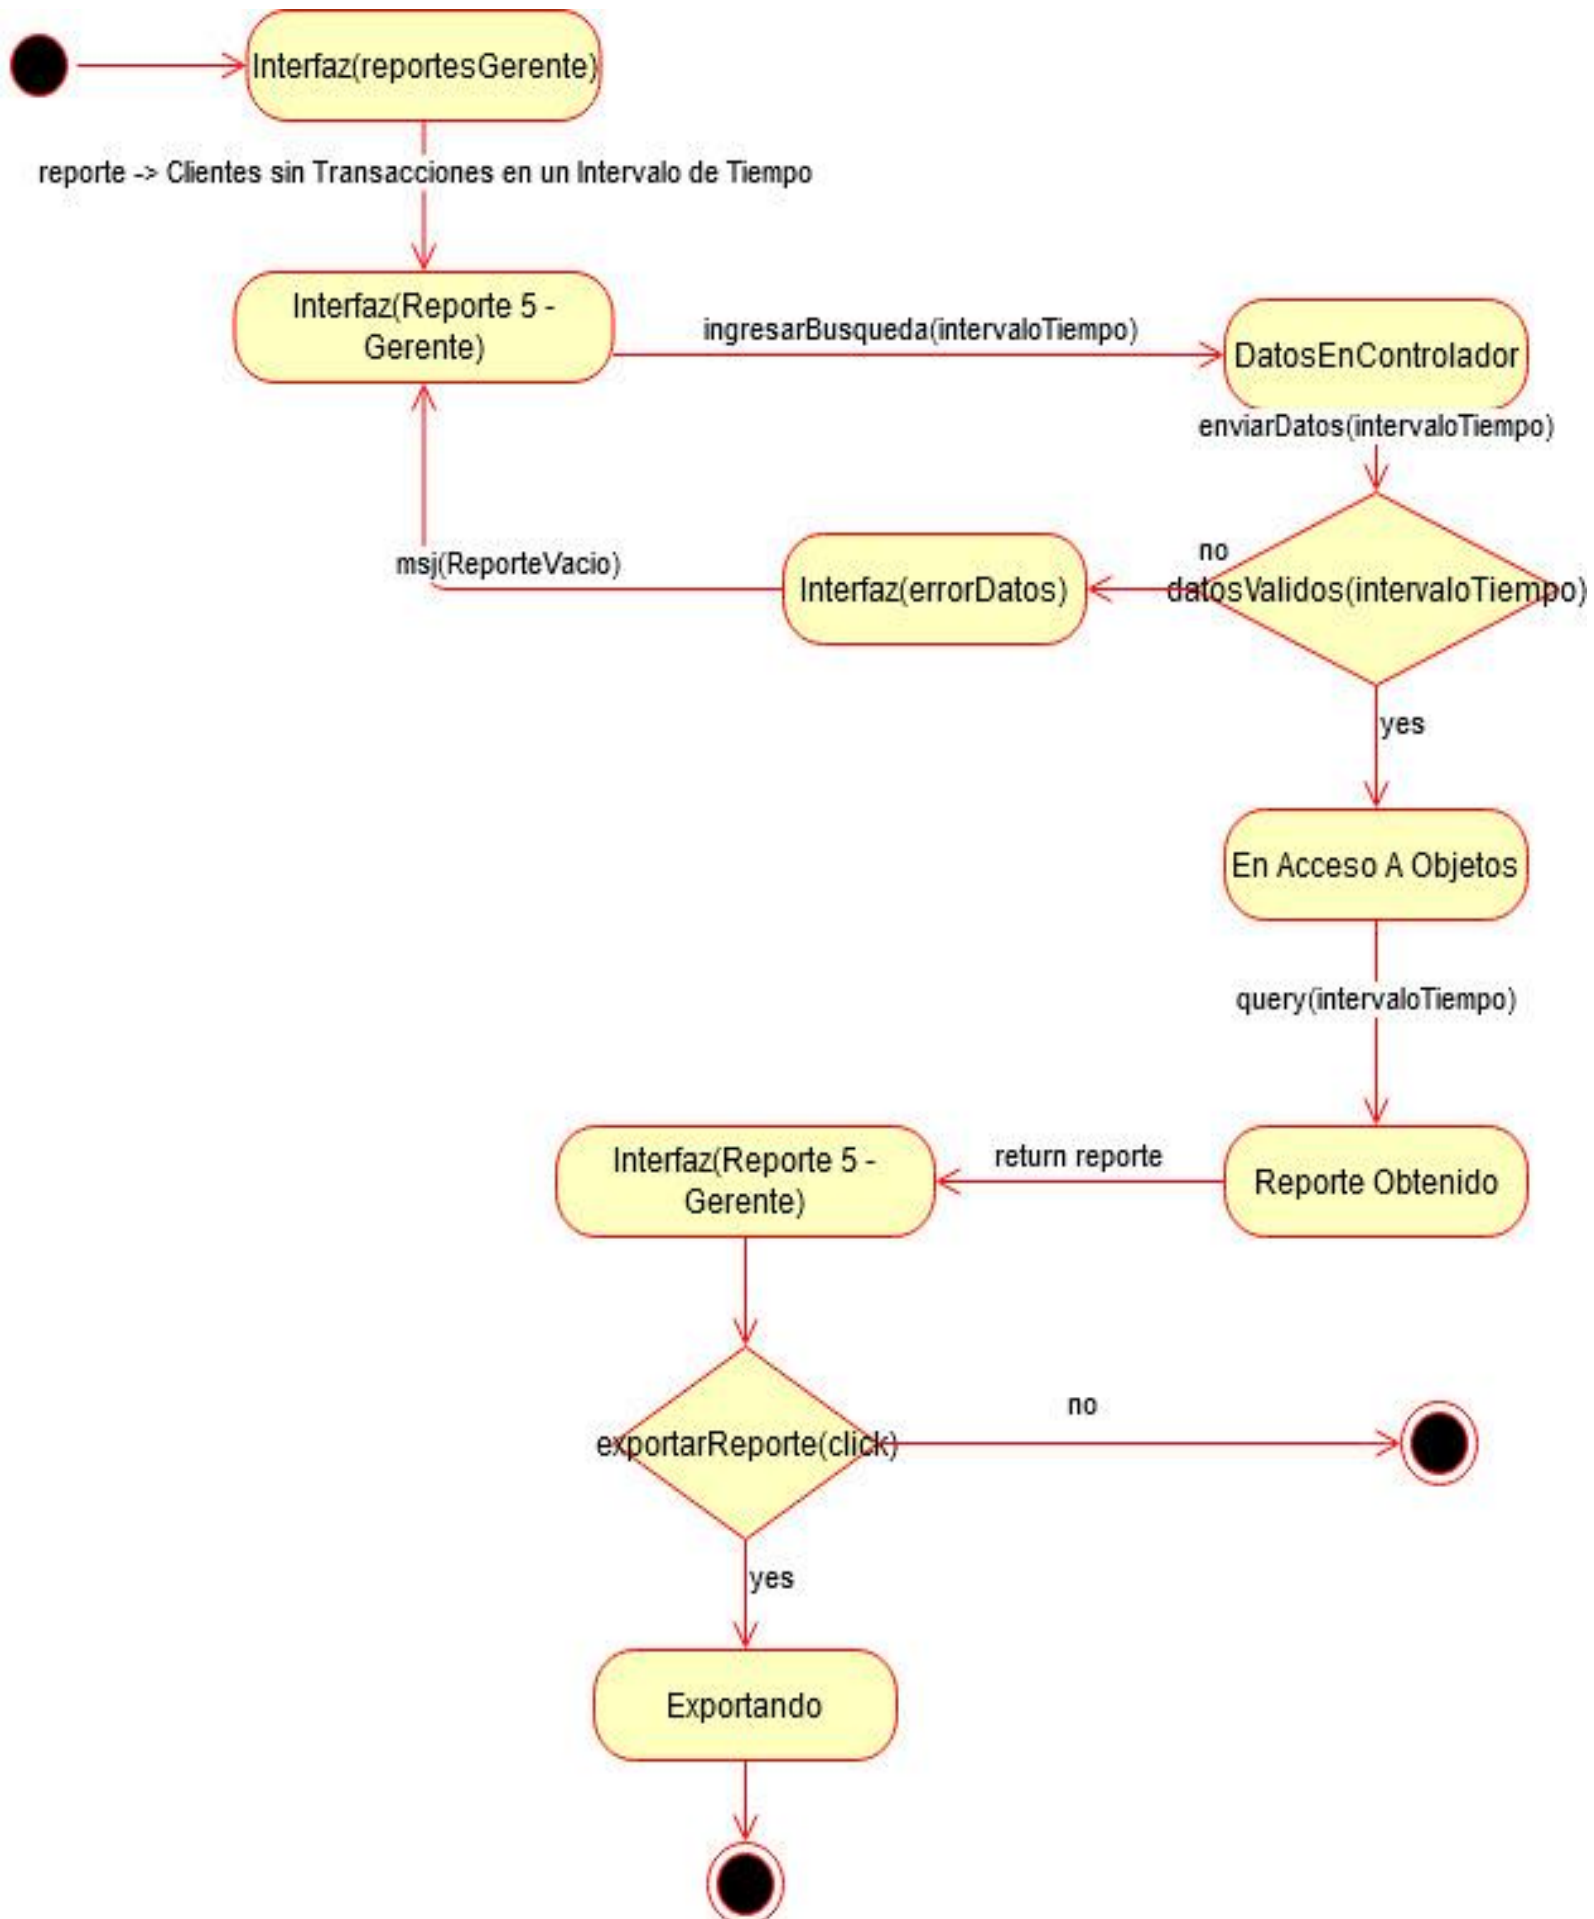 Interfaz(reportesGerente)
reporte -> Clientes sin Transacciones en un Intervalo de Tiempo
Interfaz(Reporte 5 -
Gerente)
ingresarBusqueda(intervaloTiempo)
DatosEnControlador
enviarDatos(intervaloTiempo)
no
datosValidos(intervaloTiempo)
Interfaz(errorDatos)
msj(ReporteVacio)
yes
En Acceso A Objetos
query(intervaloTiempo)
Reporte Obtenido
return reporte
Interfaz(Reporte 5 -
Gerente)
exportarReporte(click)
no
yes
Exportando